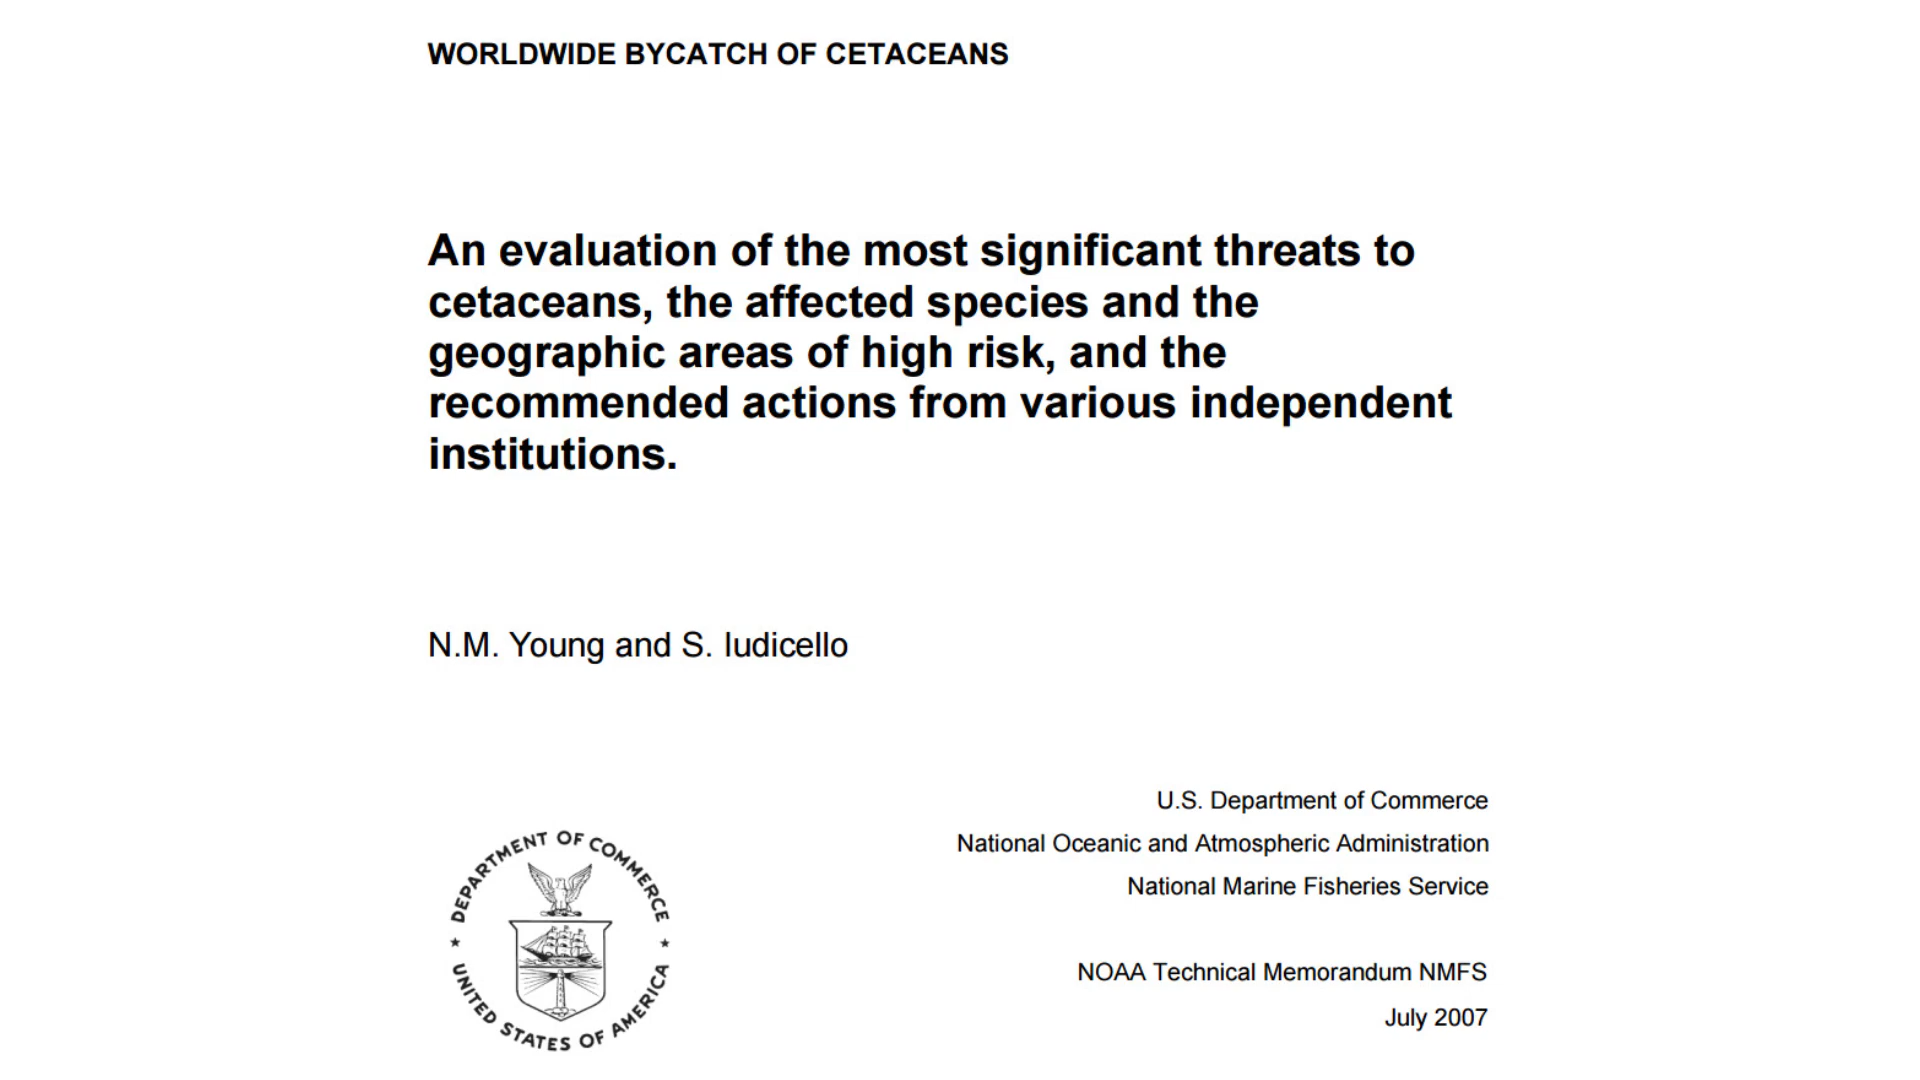 WORLDWIDE BYCATCH OF CETACEANS
An evaluation of the most significant threats to
cetaceans, the affected species and the
geographic areas of high risk, and the
recommended actions from various independent
institutions.
N.M. Young and S. Iudicello
U.S. Department of Commerce
National Oceanic and Atmospheric Administration
National Marine Fisheries Service
NOAA Technical Memorandum NMFS
July 2007
DEPARTMENT OF COMMERCE
UNITED STATES OF AMERICA